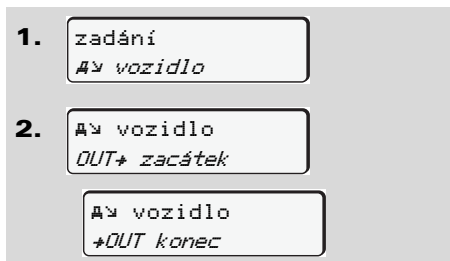 1.
zadání
vozidlo
2.
vozidlo
OUT zacátek
vozidlo
OUT konec